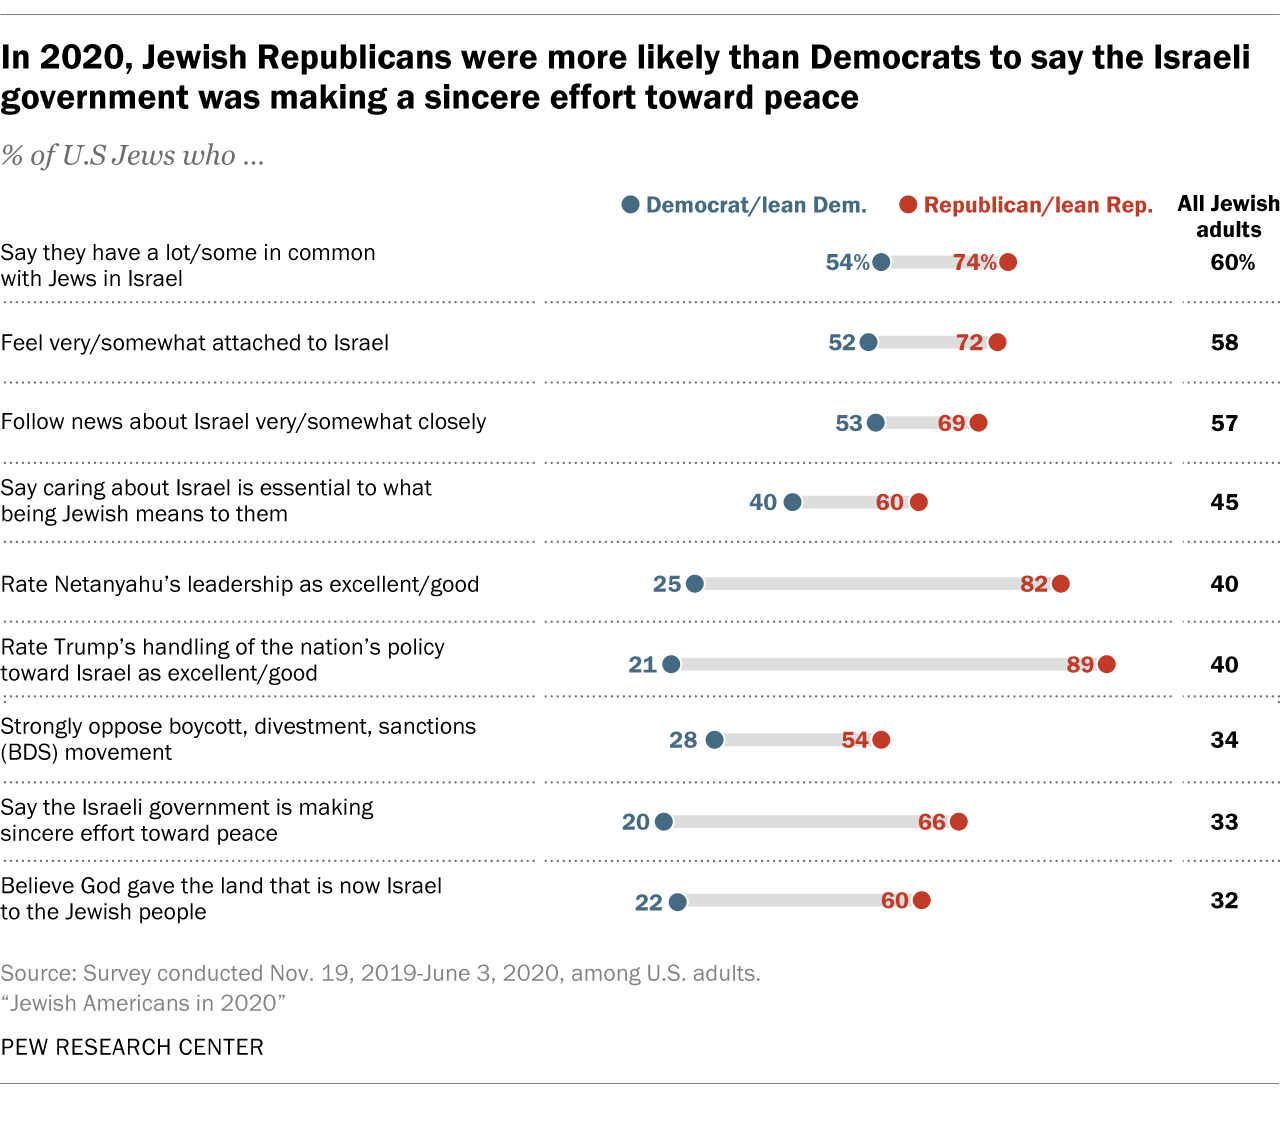 In 2020, Jewish Republicans were more likely than Democrats to say the Israeli
government was making a sincere effort toward peace
% of U.S Jews who ...
Democrat/lean Dem. Republican/lean Rep. All Jewish
adults
Say they have a lot/some in common
with Jews in Israel
54% 74% 60%
Feel very/somewhat attached to Israel 52 72 58
Follow news about Israel very/somewhat closely 53 69 57
Say caring about Israel is essential to what
being Jewish means to them
40 60 45
Rate Netanyahu’s leadership as excellent/good 25 82 40
Rate Trump’s handling of the nation’s policy
toward Israel as excellent/good
21 89 40
Strongly oppose boycott, divestment, sanctions
(BDS) movement
28 54 34
Say the Israeli government is making
sincere effort toward peace
20 66 33
Believe God gave the land that is now Israel
to the Jewish people
22 60 32
Source: Survey conducted Nov. 19, 2019-June 3, 2020, among U.S. adults.
“Jewish Americans in 2020”
PEW RESEARCH CENTER